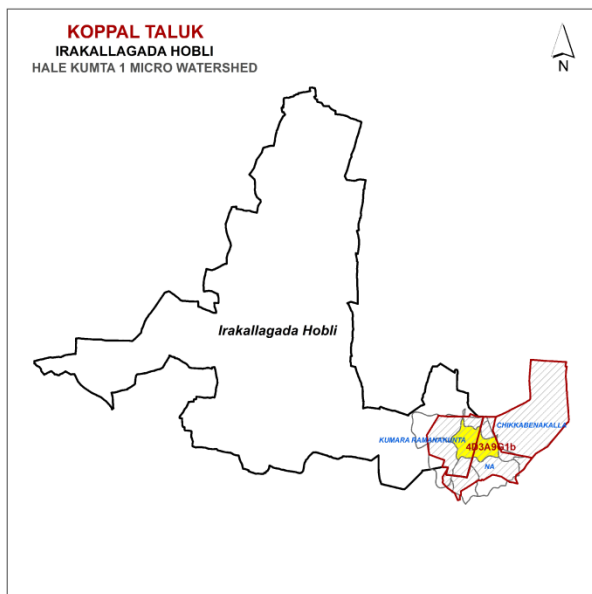 KOPPAL TALUK
IRAKALLAGADA HOBLI
HALE KUMTA 1 MICRO WATERSHED
N
Irakallagada Hobli
CHIKKABENAKALLA
KUMARA RAMANAKUNTA
4D3A9G1b
NA